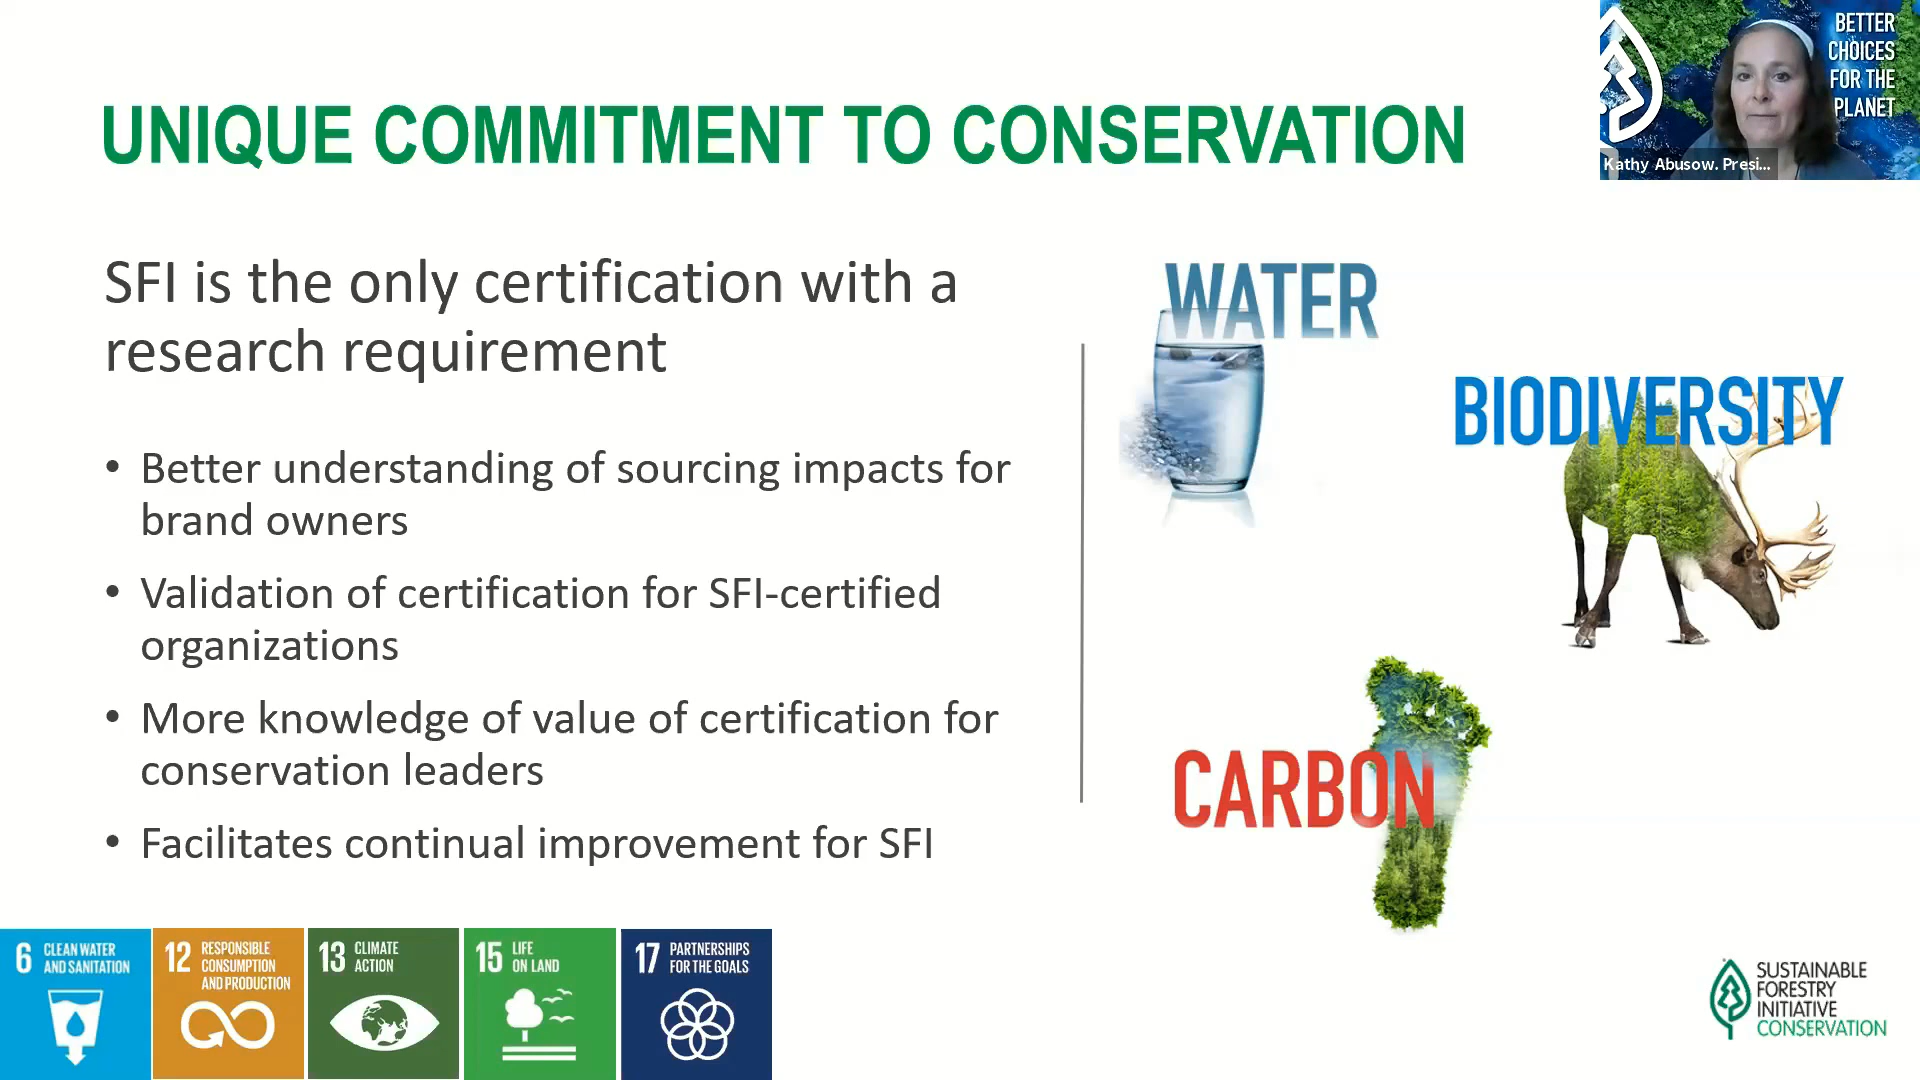 UNIQUE COMMITMENT TO CONSERVATION
BETTER
CHOICES
FOR THE
PLANET
Kathy Abusow. Presi...
SFI is the only certification with a
research requirement
• Better understanding of sourcing impacts for
brand owners
• Validation of certification for SFI-certified
organizations
• More knowledge of value of certification for
conservation leaders
• Facilitates continual improvement for SFI
WATER
BIODIVERSITY
CARBON
6 CLEAN WATER
AND SANITATION
12 RESPONSIBLE
CONSUMPTION
AND PRODUCTION
13 CLIMATE
ACTION
15 LIFE
ON LAND
17 PARTNERSHIPS
FOR THE GOALS
SUSTAINABLE
FORESTRY
INITIATIVE
CONSERVATION